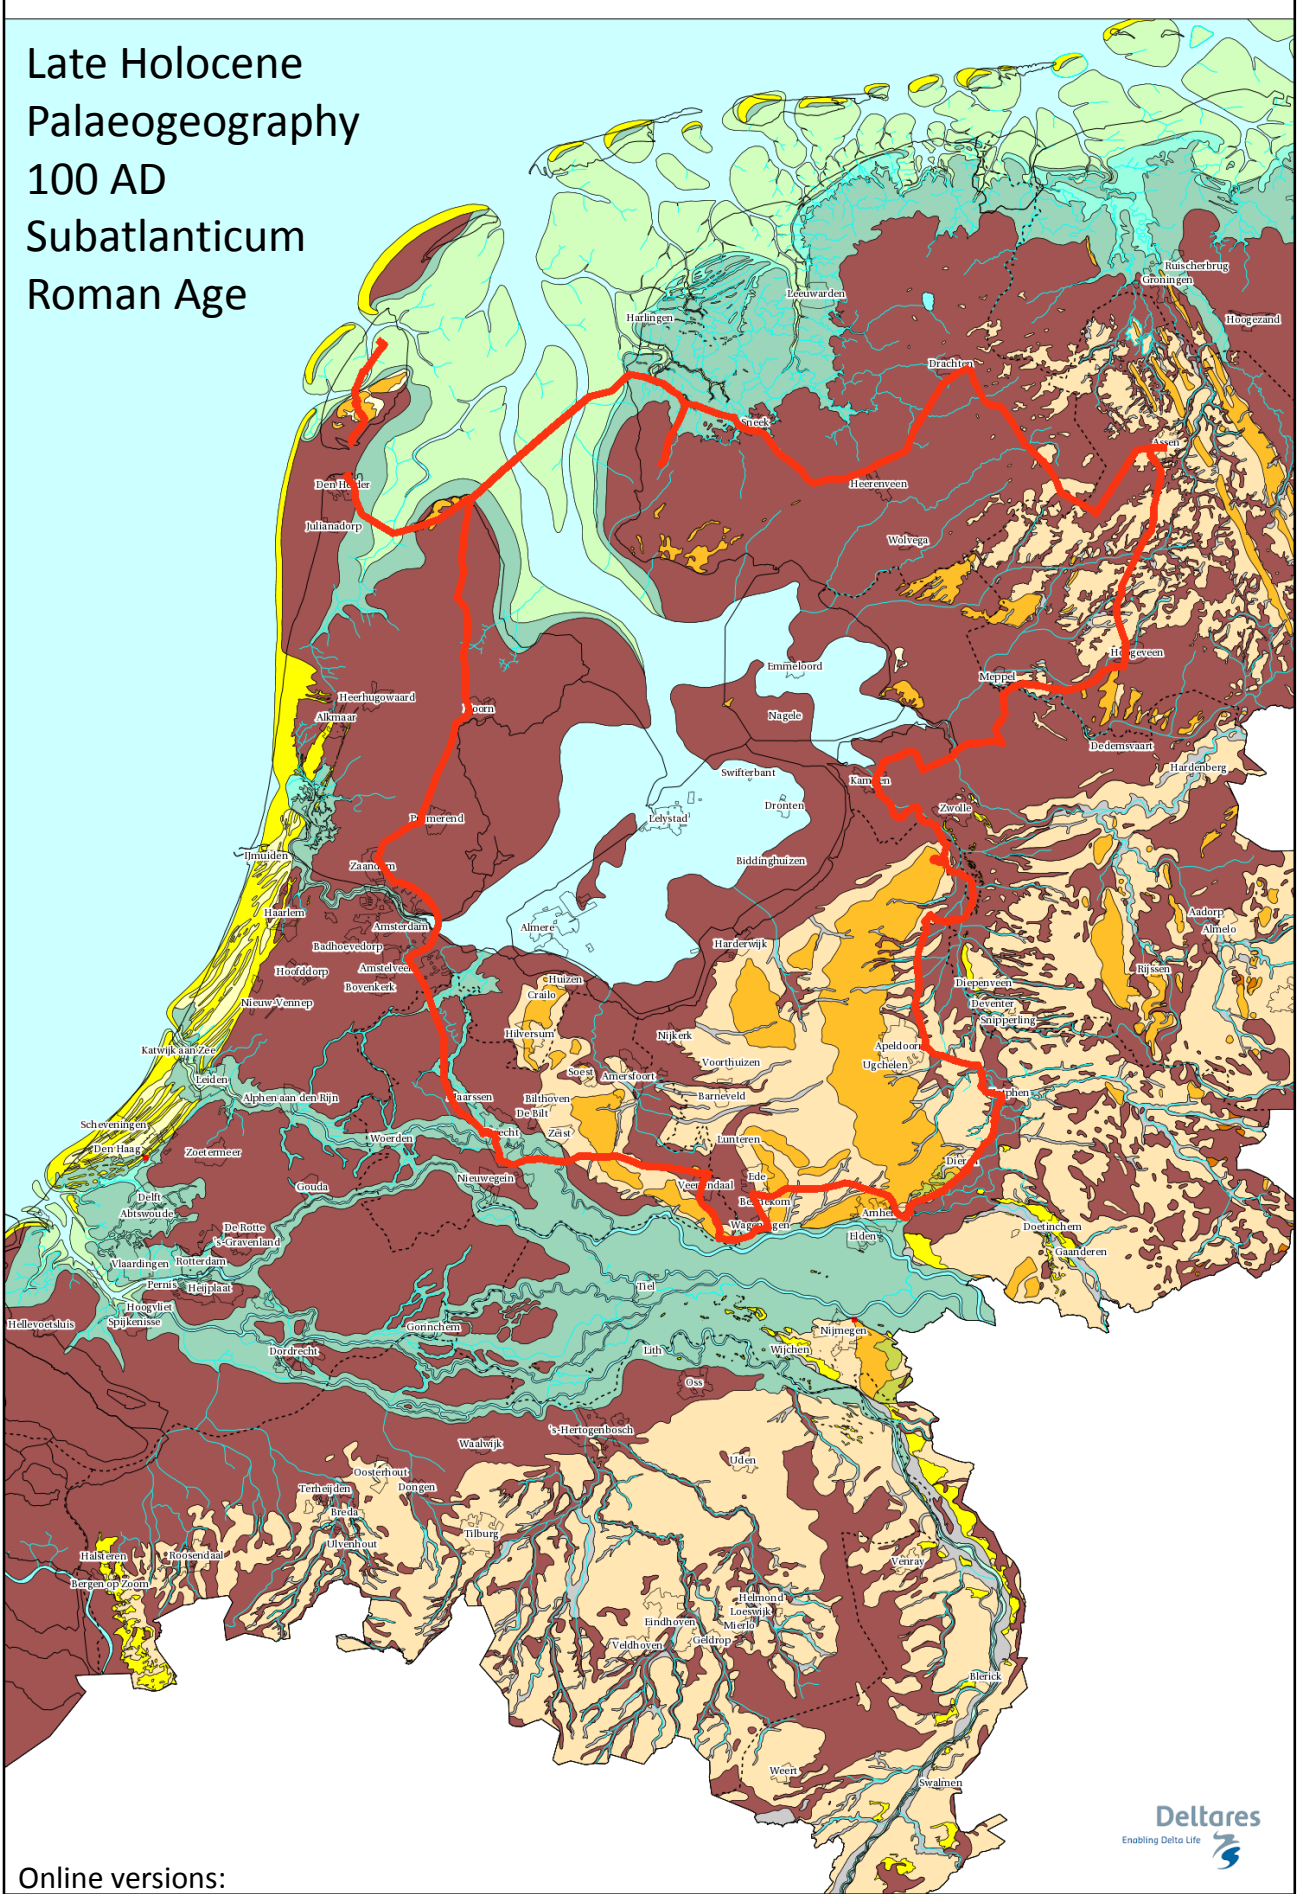 Late Holocene
Palaeogeography
100 AD
Subatlanticum
Roman Age
Ruischerbrug
Groningen
Leeuwarden
Harlingen
Hoogezand
Drachten
Sneek
Assen
Den Helder
Heerenveen
Julianadorp
Wolvega
Hoogeveen
Emmeloord
Meppel
Heerhugowaard
Alkmaar
Nagele
Dedemsvaart
Hardenberg
Swifterbant
Dronten
Zwolle
Lelystad
IJmuiden
Biddinghuizen
Haarlem
Amsterdam
Almere
Aadorp
Almelo
Badhoevedorp
Harderwijk
Hoofddorp
Bovenkerk
Rijssen
Huizen
Crailo
Diepenveen
Deventer
Nieuw-Vennep
Snipperling
Hilversum
Nijkerk
Apeldoorn
Katwijk aan Zee
Voorthuizen
Ugchelen
Soest
Amersfoort
Leiden
Alphen aan den Rijn
Bilthoven
Barneveld
De Bilt
Scheveningen
Zeist
Woerden
Lunteren
Den Haag
Zoetermeer
Nieuwegein
Ede
Gouda
Delft
Abtswoude
De Rotte
's-Gravenland
Doetinchem
Elden
Gaanderen
Vlaardingen
Rotterdam
Pernis
Heijplaat
Tiel
Hoogvliet
Spijkenisse
Hellevoetsluis
Gorinchem
Nijmegen
Dordrecht
Lith
Wijchen
Oss
's-Hertogenbosch
Waalwijk
Uden
Oosterhout
Terheijden
Dongen
Breda
Tilburg
Ulvenhout
Halsteren
Roosendaal
Venray
Bergen op Zoom
Helmond
Loeswijk
Eindhoven
Mierlo
Veldhoven
Geldrop
Blerick
Weert
Swalmen
Deltares
Enabling Delta Life
Online versions: